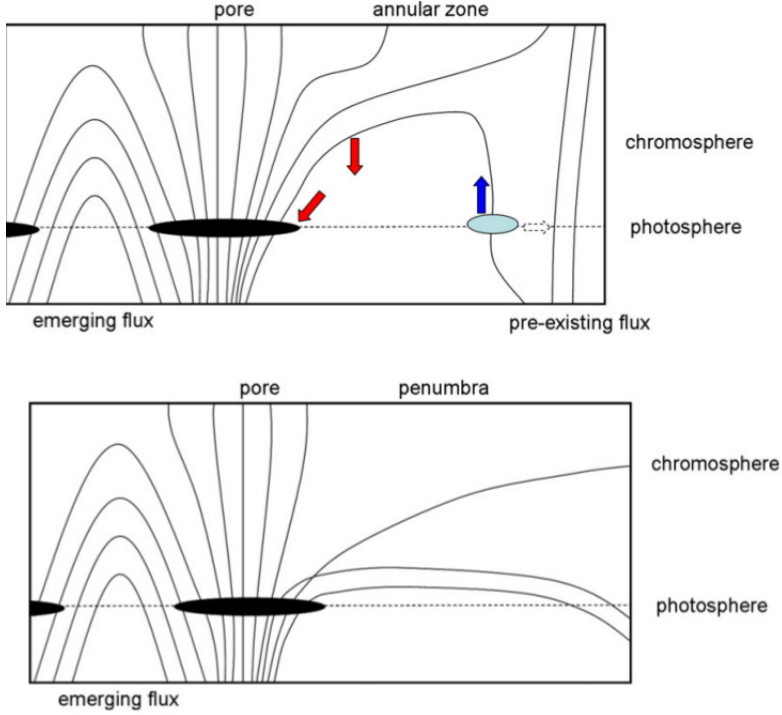 pore
annular zone
chromosphere
photosphere
emerging flux
pre-existing flux
pore
penumbra
chromosphere
photosphere
emerging flux